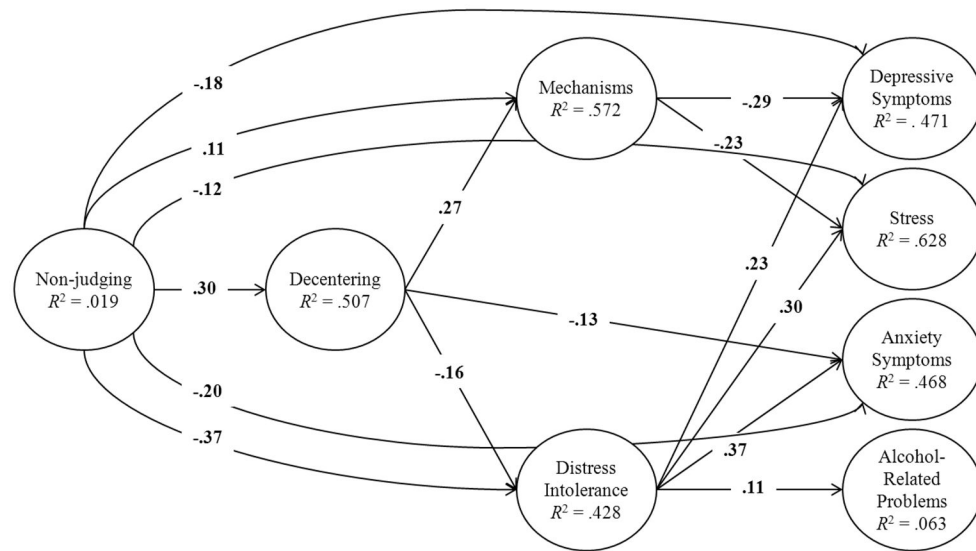 -.18
.11
-.12
Non-judging
R² = .019
.30
Decentering
R² = .507
.27
-.16
-.20
-.37
Mechanisms
R² = .572
-.29
-.23
.23
.30
-.13
.37
.11
Distress
Intolerance
R² = .428
Depressive
Symptoms
R² = . 471
Stress
R² = .628
Anxiety
Symptoms
R² = .468
Alcohol-
Related
Problems
R² = .063